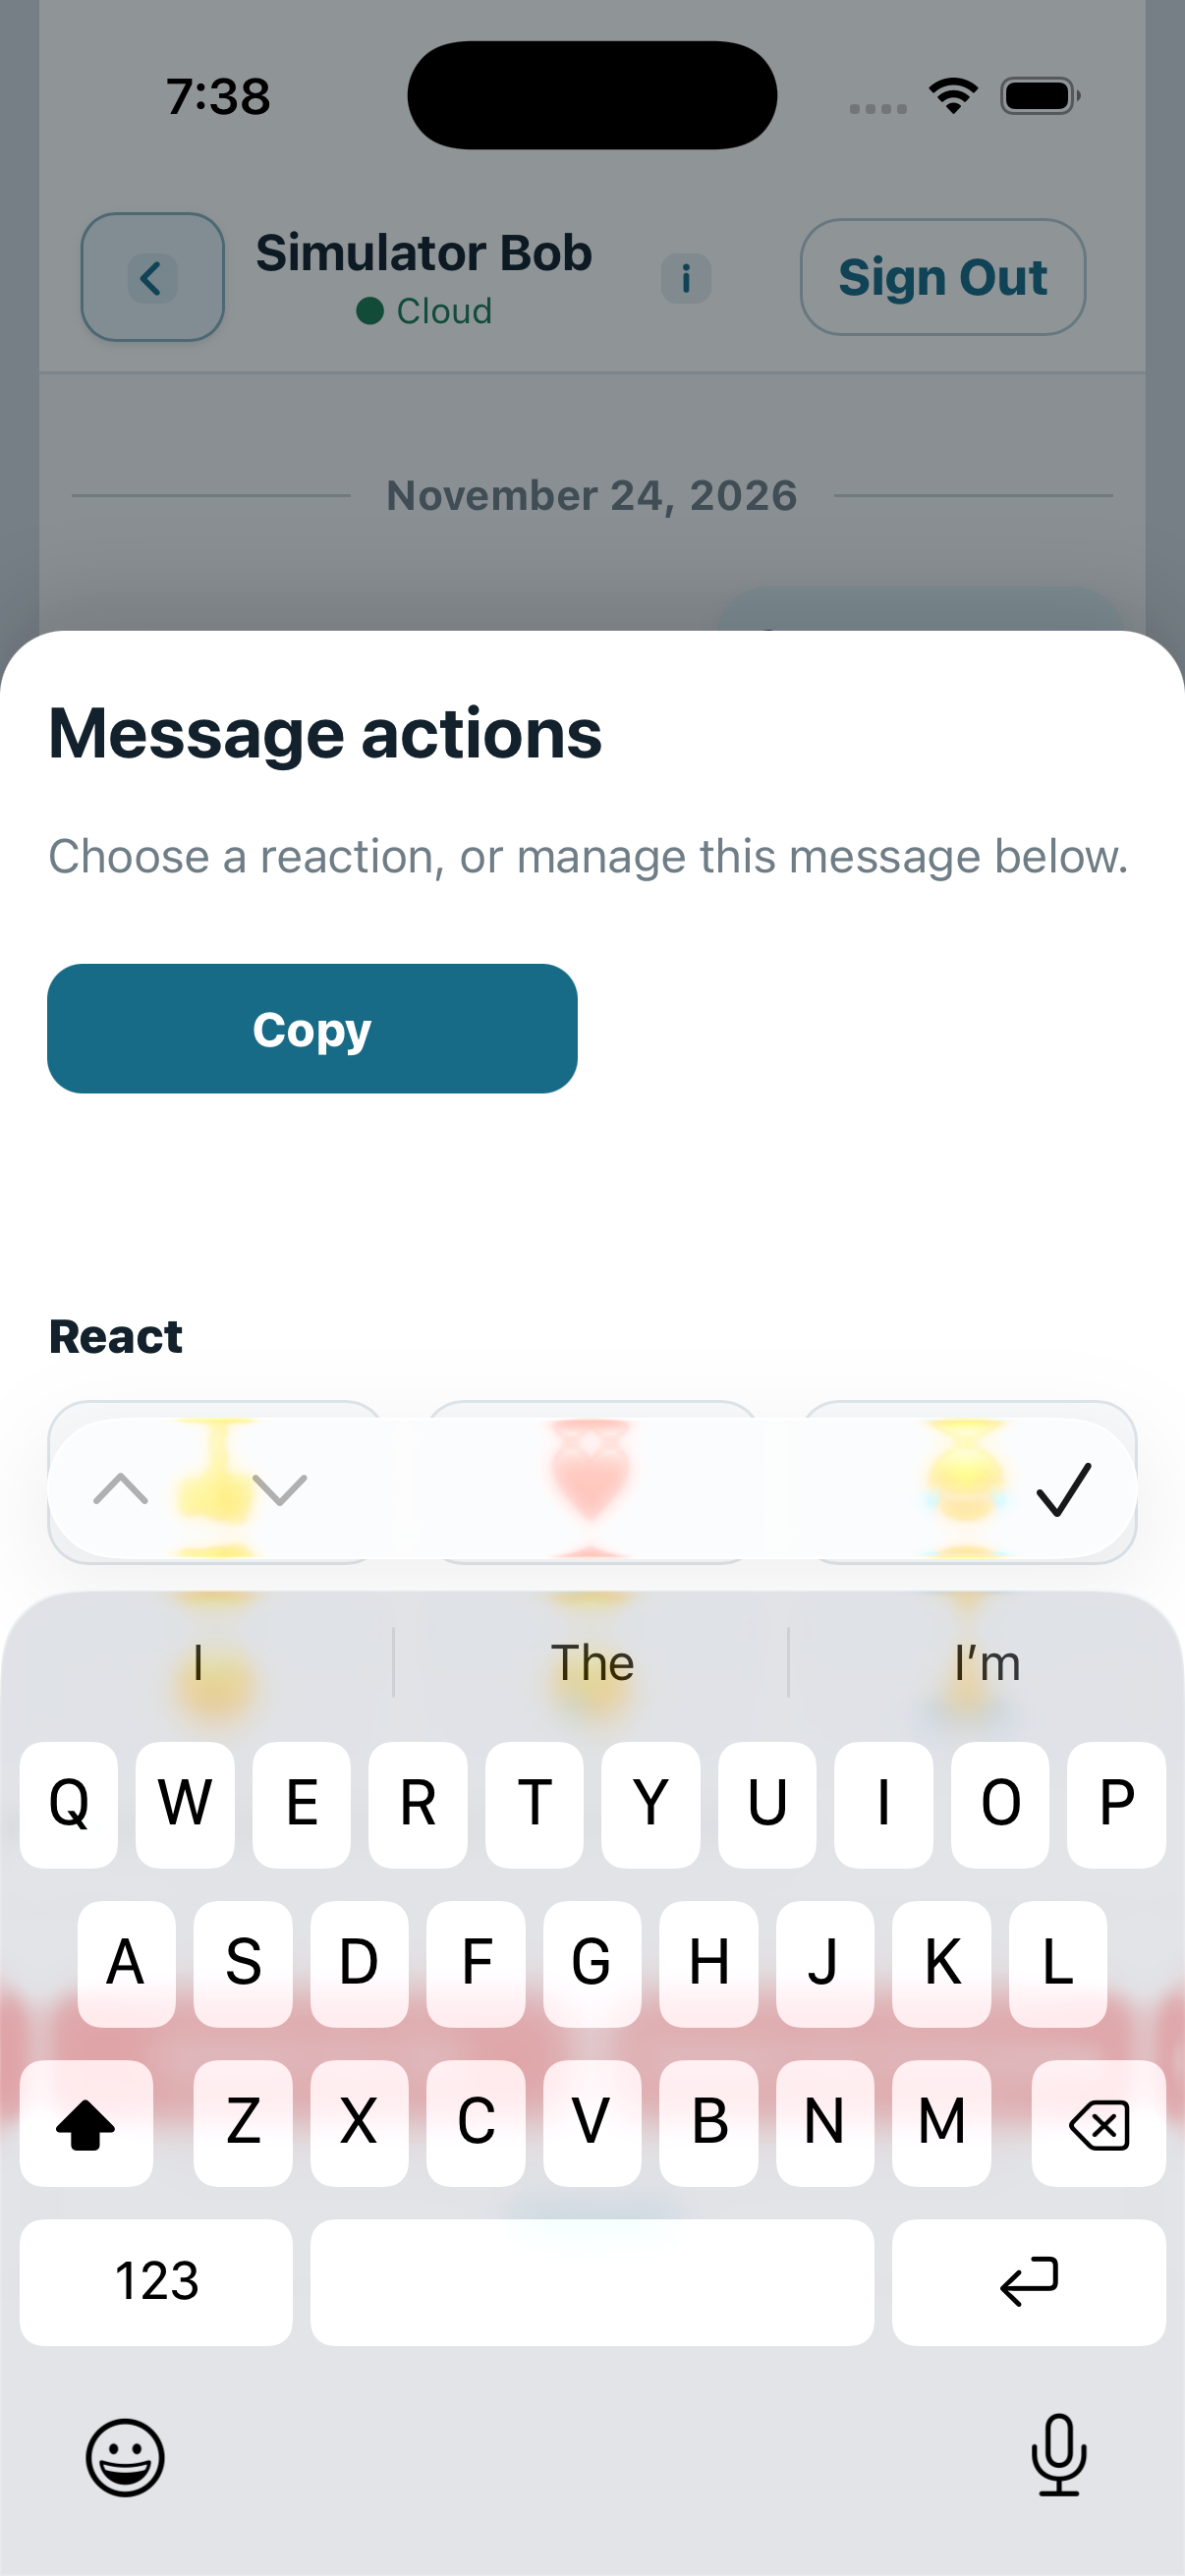 7:38
Simulator Bob
Cloud
Sign Out
November 24, 2026
Message actions
Choose a reaction, or manage this message below.
Copy
React
I The I’m
Q W E R T Y U I O P
A S D F G H J K L
Z X C V B N M
123